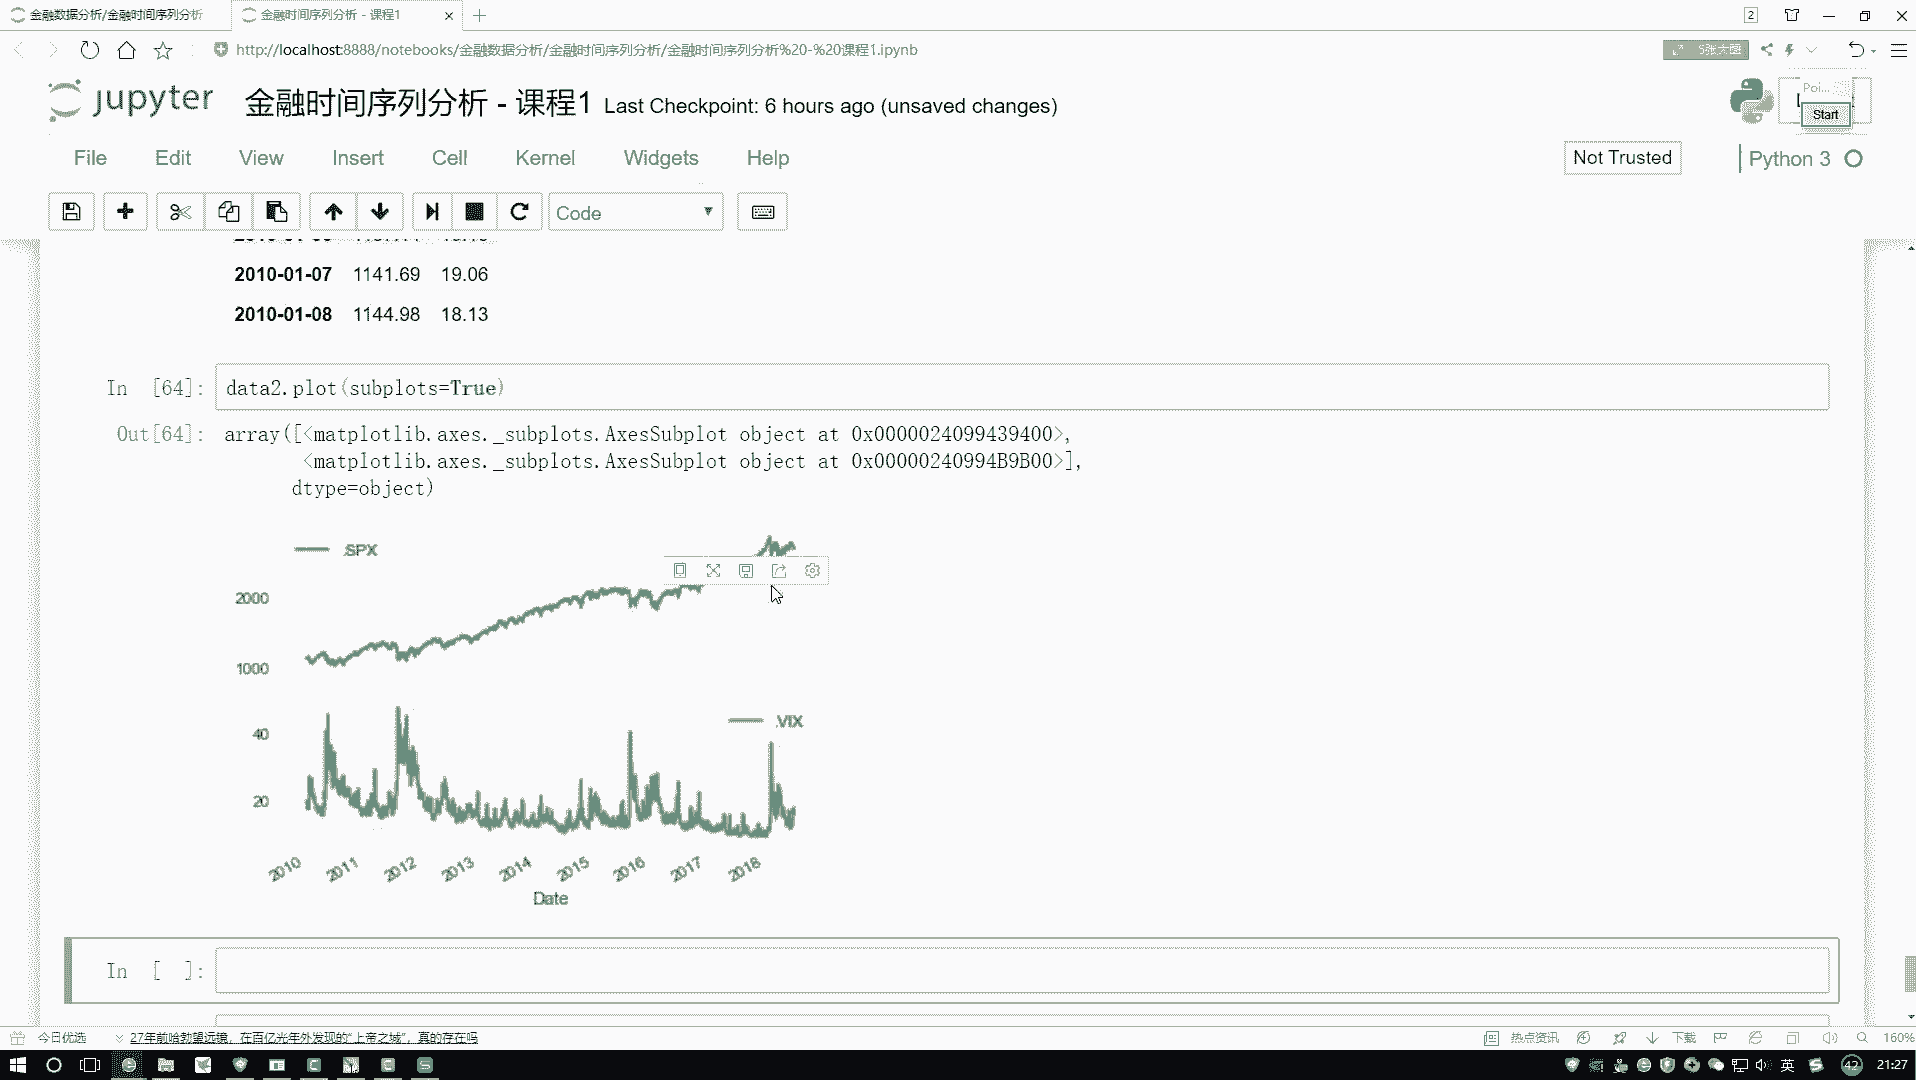 金融数据分析/金融时间序列分析
金融时间序列分析 - 课程1
2
http://localhost:8888/notebooks/金融数据分析/金融时间序列分析/金融时间序列分析%20-%20课程1.ipynb
5张大图
jupyter 金融时间序列分析 - 课程1 Last Checkpoint: 6 hours ago (unsaved changes)
Poi...
Start
File Edit View Insert Cell Kernel Widgets Help
Not Trusted
Python 3
Code
2010-01-07 1141.69 19.06
2010-01-08 1144.98 18.13
In [64]: data2.plot(subplots=True)
Out[64]: array([<matplotlib.axes._subplots.AxesSubplot object at 0x0000024099439400>,
<matplotlib.axes._subplots.AxesSubplot object at 0x00000240994B9B00>],
dtype=object)
.SPX
2000
1000
.VIX
40
20
2010 2011 2012 2013 2014 2015 2016 2017 2018
Date
In [ ]:
今日优选
27年前哈勃望远镜，在百亿光年外发现的“上帝之城”，真的存在吗
热点资讯
下载
160%
英
42
21:27